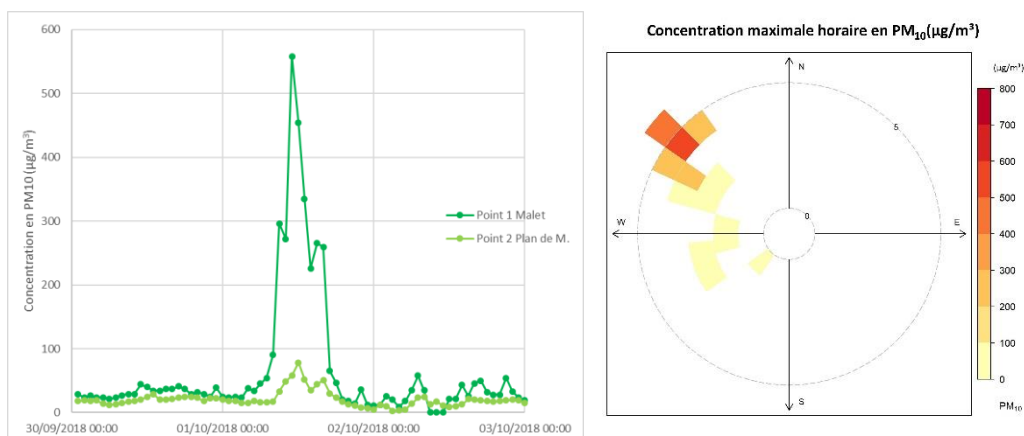 600
500
400
300
200
100
0
Concentration en PM10 (µg/m³)
30/09/2018 00:00
01/10/2018 00:00
02/10/2018 00:00
03/10/2018 00:00
Point 1 Malet
Point 2 Plan de M.
Concentration maximale horaire en PM₁₀(µg/m³)
N
W
E
S
0
5
(µg/m³)
800
700
600
500
400
300
200
100
0
PM₁₀